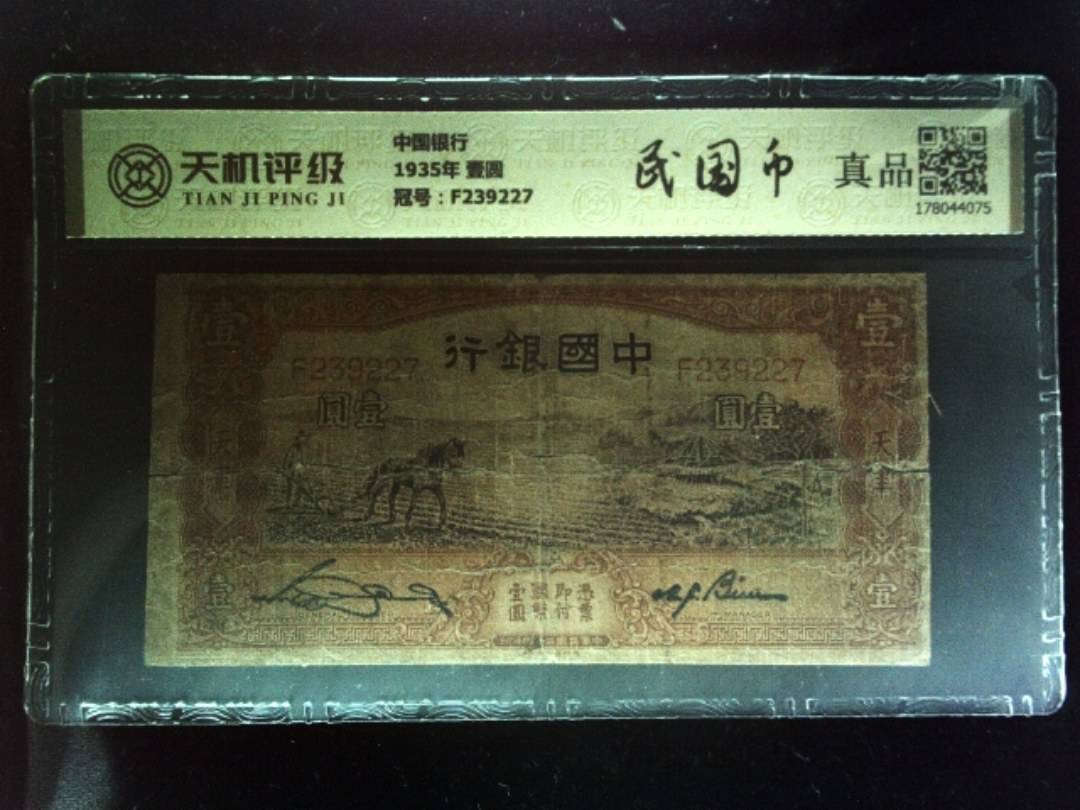 天机评级
TIAN JI PING JI
中国银行
1935年 壹圆
冠号：F239227
民国币
真品
178044075
壹
壹
行銀國中
F239227
F239227
圓壹
圓壹
天津
天津
憑票
即付
國幣
壹圓
壹
壹